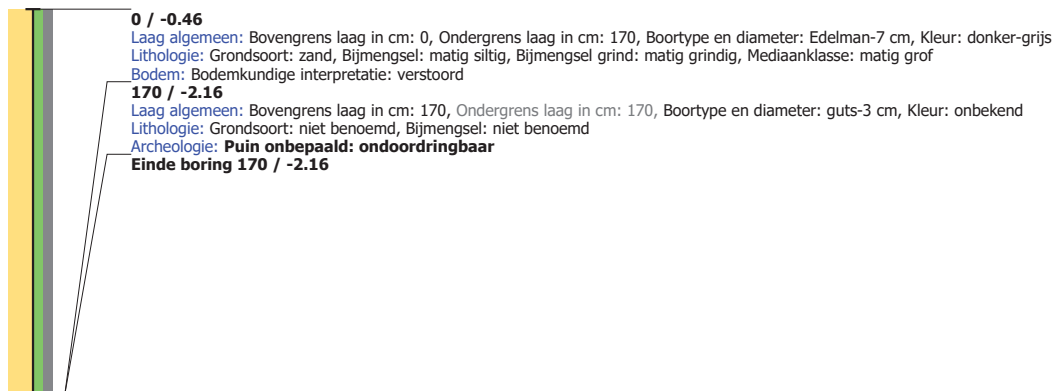 0 / -0.46
Laag algemeen: Bovengrens laag in cm: 0, Ondergrens laag in cm: 170, Boortype en diameter: Edelman-7 cm, Kleur: donker-grijs
Lithologie: Grondsoort: zand, Bijmengsel: matig siltig, Bijmengsel grind: matig grindig, Mediaanklasse: matig grof
Bodem: Bodemkundige interpretatie: verstoord
170 / -2.16
Laag algemeen: Bovengrens laag in cm: 170, Ondergrens laag in cm: 170, Boortype en diameter: guts-3 cm, Kleur: onbekend
Lithologie: Grondsoort: niet benoemd, Bijmengsel: niet benoemd
Archeologie: Puin onbepaald: ondoordringbaar
Einde boring 170 / -2.16